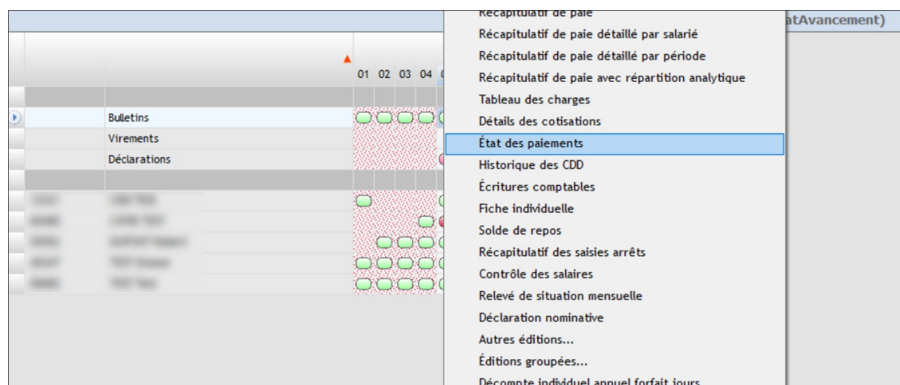 Récapitulatif de paie
atAvancement)
Récapitulatif de paie détaillé par salarié
Récapitulatif de paie détaillé par période
01 02 03 04
Récapitulatif de paie avec répartition analytique
Tableau des charges
Bulletins
Détails des cotisations
Virements
État des paiements
Déclarations
Historique des CDD
Écritures comptables
Fiche individuelle
Solde de repos
Récapitulatif des saisies arrêts
Contrôle des salaires
Relevé de situation mensuelle
Déclaration nominative
Autres éditions...
Éditions groupées...
Décompte individuel annuel forfait jours